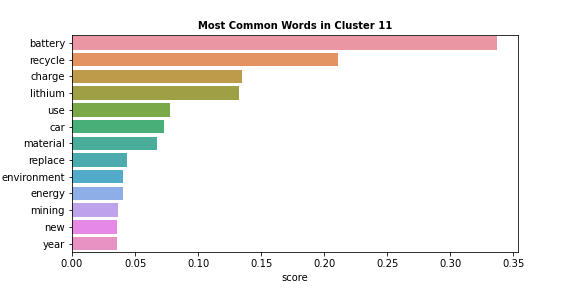 Most Common Words in Cluster 11
battery
recycle
charge
lithium
use
car
material
replace
environment
energy
mining
new
year
0.00 0.05 0.10 0.15 0.20 0.25 0.30 0.35
score